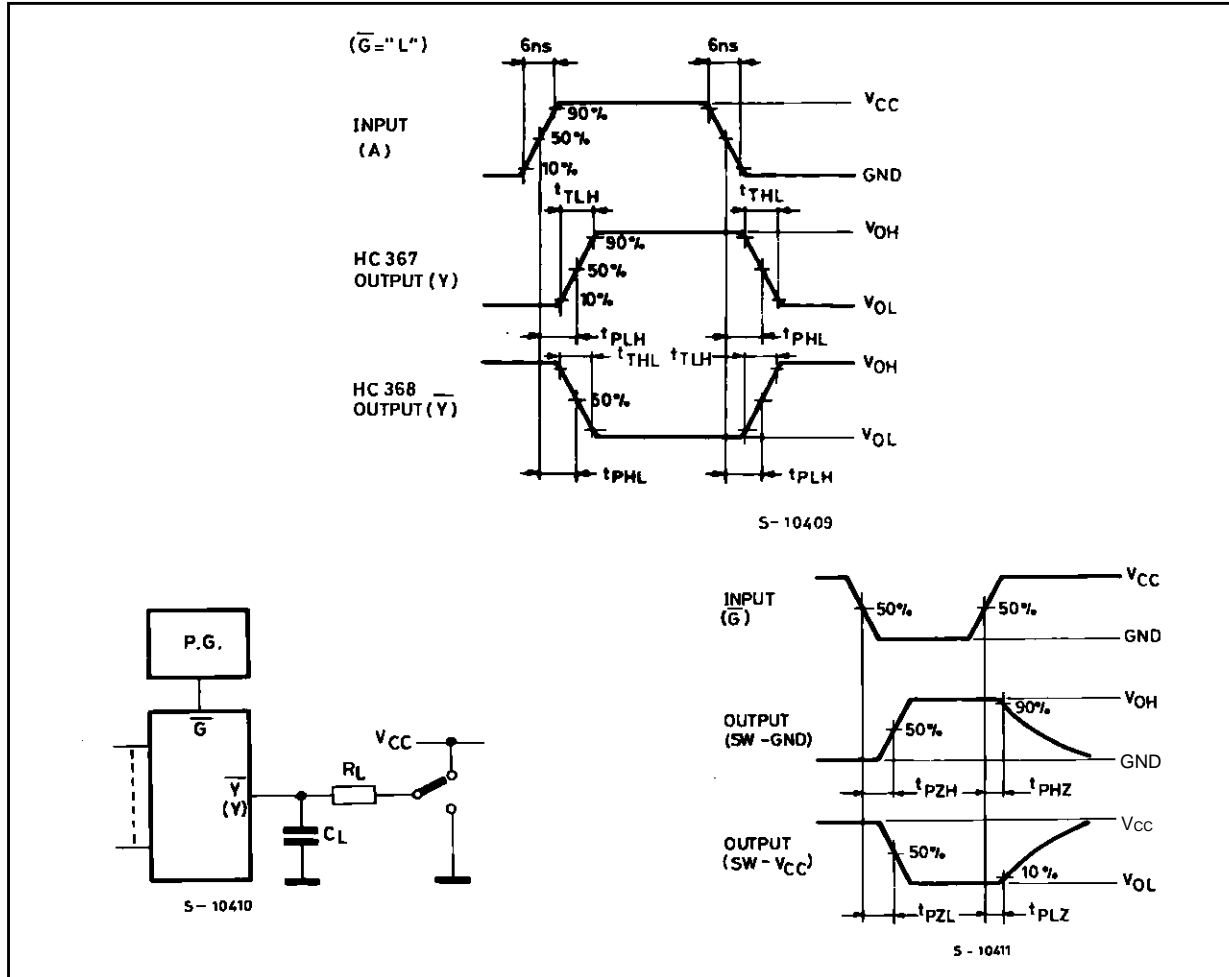 (G̅="L")
6ns 6ns
INPUT
(A)
90%
50%
10%
VCC
GND
tTLH tTHL
HC 367
OUTPUT (Y)
90%
50%
10%
VOH
VOL
tPLH tPHL
tTHL tTLH
HC 368
OUTPUT (Y̅)
50%
VOH
VOL
tPHL tPLH
S-10409
P.G.
G̅
Y̅
(Y)
VCC
RL
CL
S-10410
INPUT
(G̅)
50% 50%
VCC
GND
OUTPUT
(SW-GND)
50%
90%
VOH
GND
tPZH tPHZ
OUTPUT
(SW-VCC)
50%
10%
VCC
VOL
tPZL tPLZ
S-10411